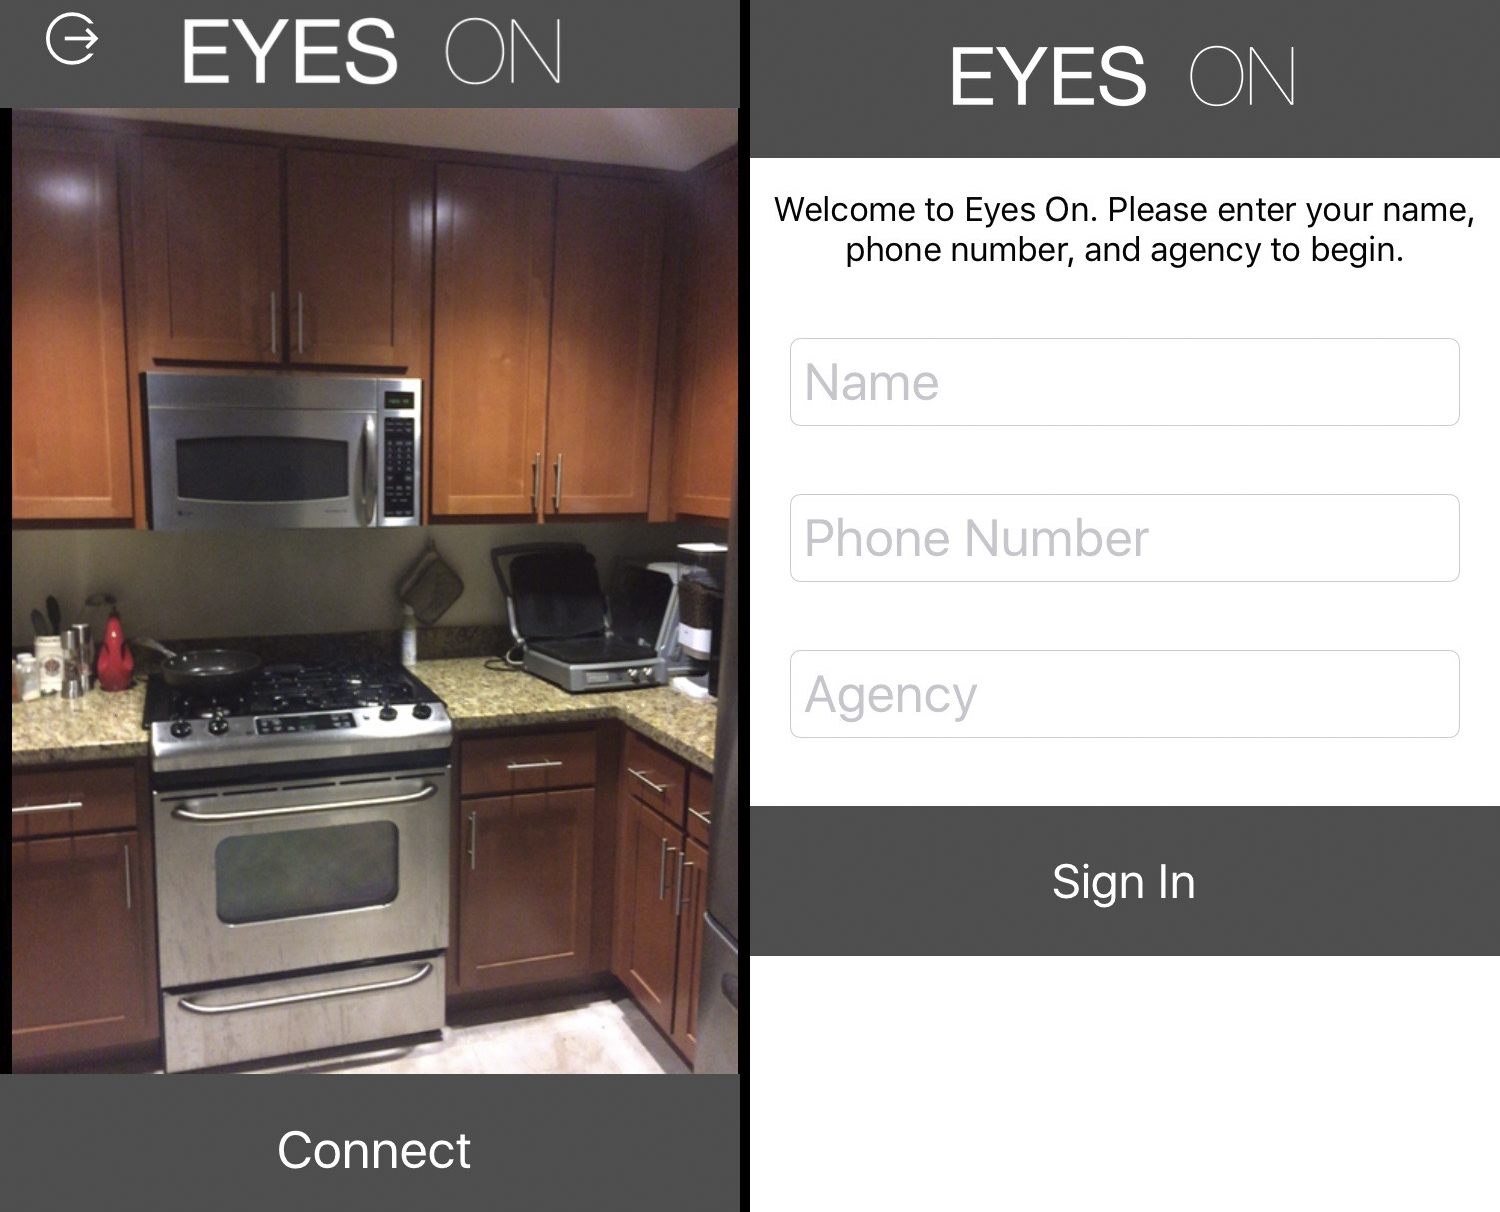 EYES ON
Connect
EYES ON
Welcome to Eyes On. Please enter your name,
phone number, and agency to begin.
Name
Phone Number
Agency
Sign In